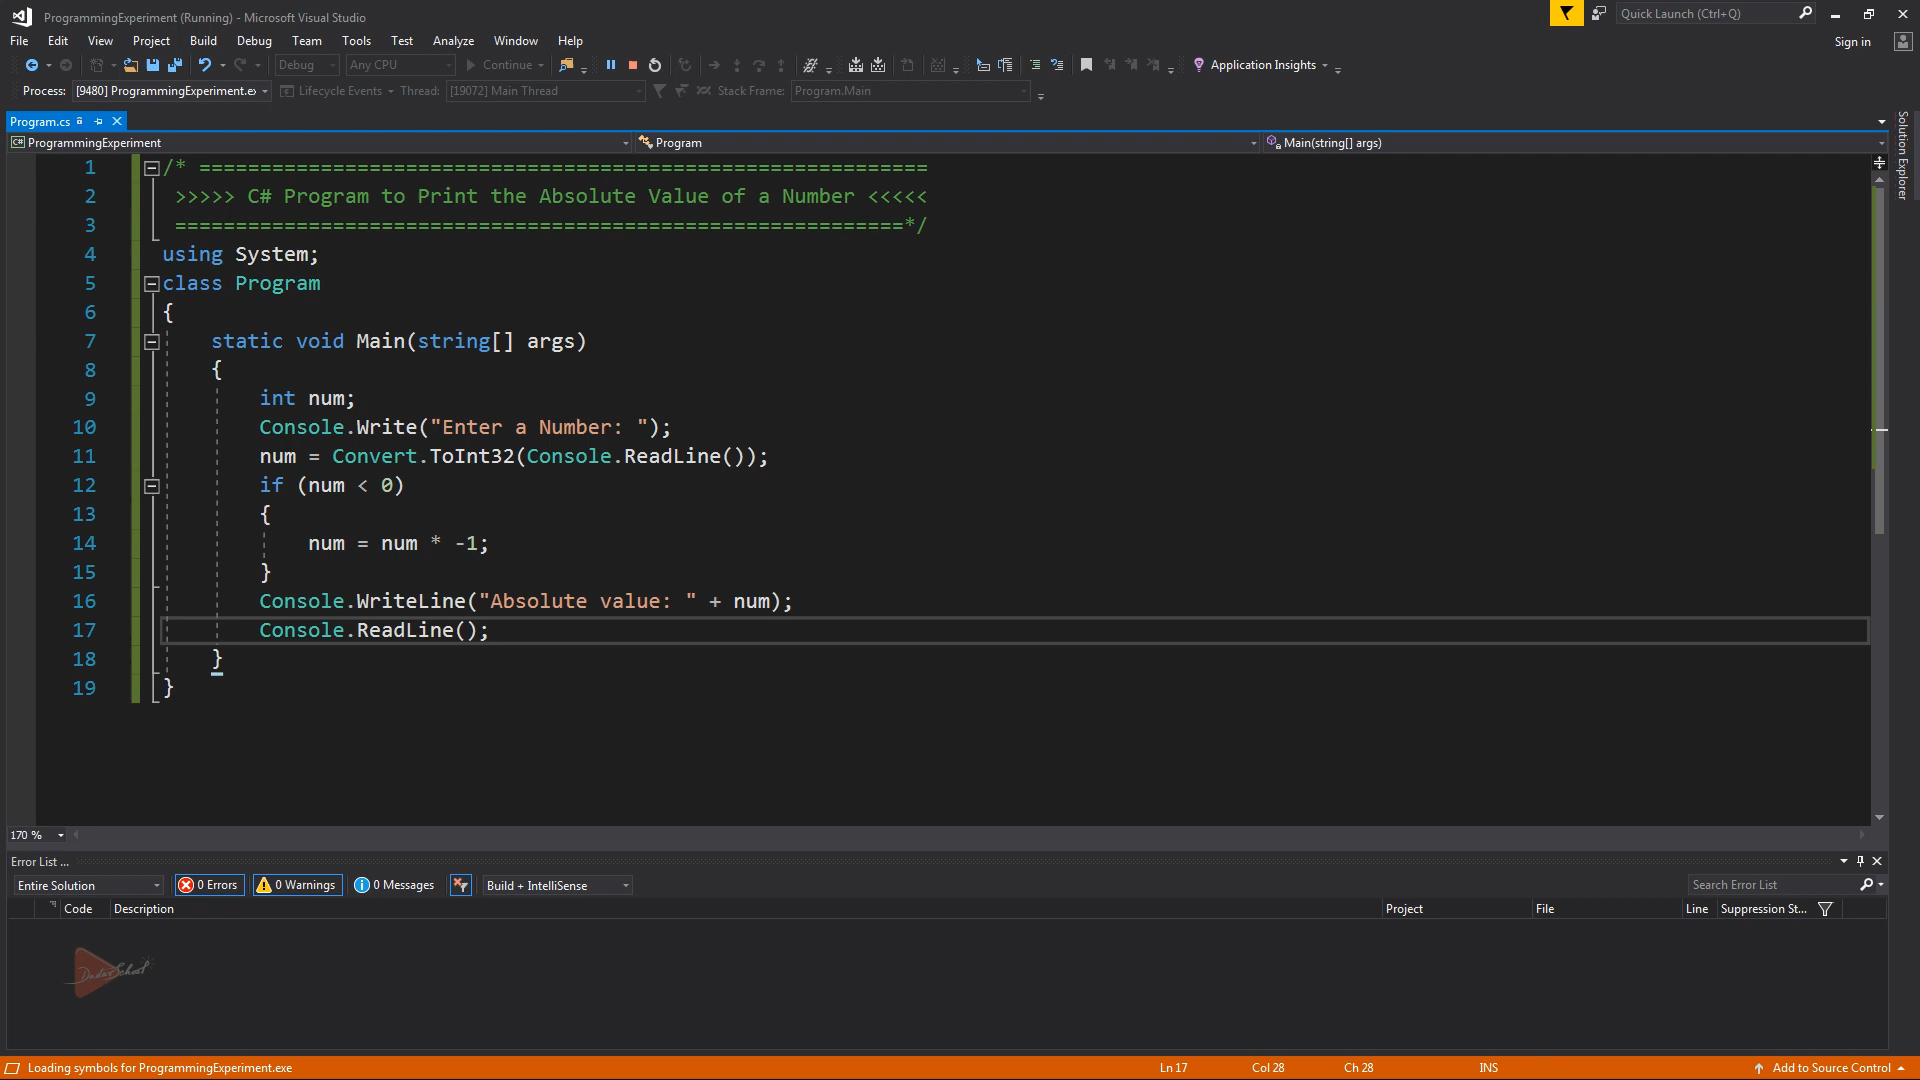 ProgrammingExperiment (Running) - Microsoft Visual Studio
Quick Launch (Ctrl+Q)
File Edit View Project Build Debug Team Tools Test Analyze Window Help
Sign in
Debug Any CPU Continue Application Insights
Process: [9480] ProgrammingExperiment.ex Lifecycle Events Thread: [19072] Main Thread Stack Frame: Program.Main
Program.cs
Solution Explorer
C# ProgrammingExperiment Program Main(string[] args)
1 /* ============================================================
2 >>>>> C# Program to Print the Absolute Value of a Number <<<<<
3 ============================================================*/
4 using System;
5 class Program
6 {
7 static void Main(string[] args)
8 {
9 int num;
10 Console.Write("Enter a Number: ");
11 num = Convert.ToInt32(Console.ReadLine());
12 if (num < 0)
13 {
14 num = num * -1;
15 }
16 Console.WriteLine("Absolute value: " + num);
17 Console.ReadLine();
18 }
19 }
170 %
Error List ...
Entire Solution 0 Errors 0 Warnings 0 Messages Build + IntelliSense Search Error List
Code Description Project File Line Suppression St...
DudarSchool
Loading symbols for ProgrammingExperiment.exe Ln 17 Col 28 Ch 28 INS Add to Source Control